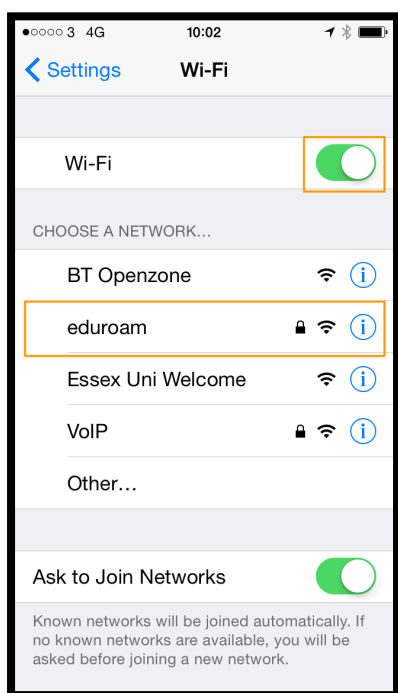 3 4G 10:02
Settings Wi-Fi
Wi-Fi
CHOOSE A NETWORK...
BT Openzone
eduroam
Essex Uni Welcome
VoIP
Other...
Ask to Join Networks
Known networks will be joined automatically. If
no known networks are available, you will be
asked before joining a new network.